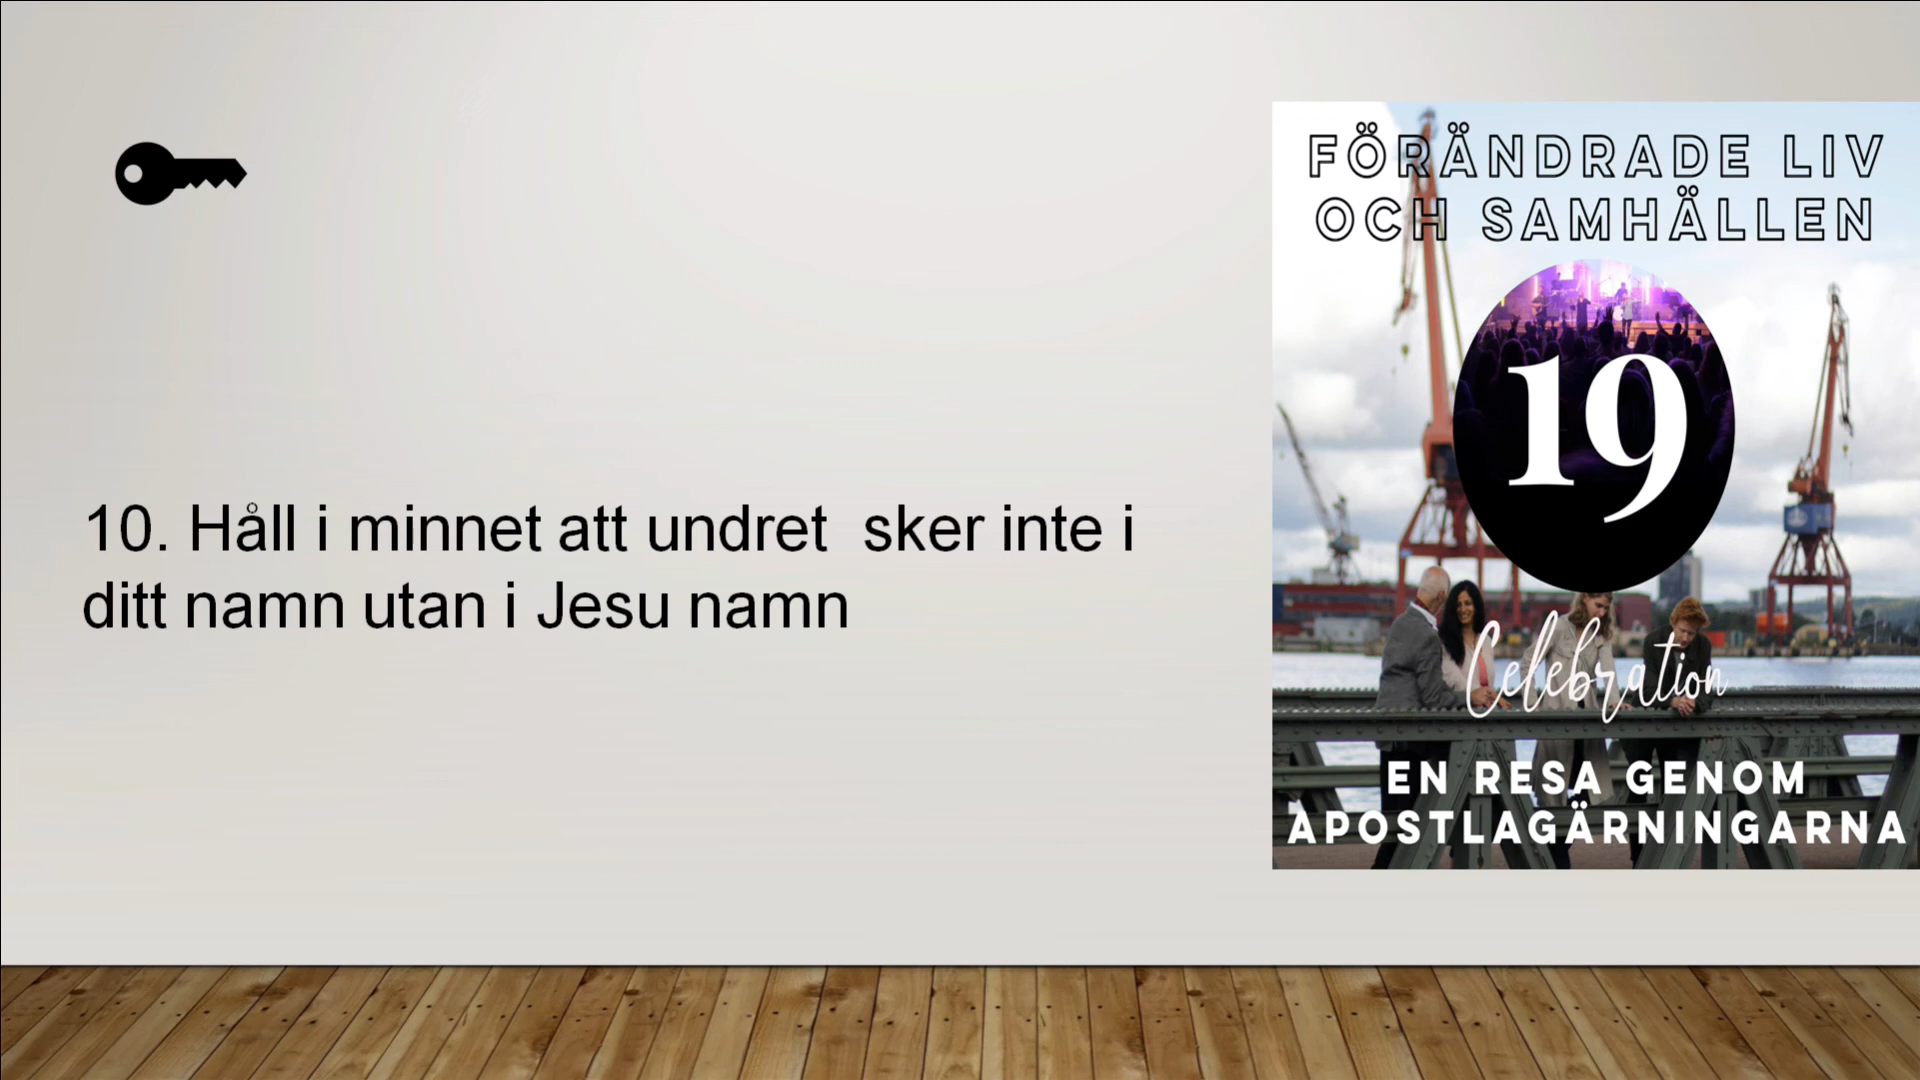 10. Håll i minnet att undret  sker inte i
ditt namn utan i Jesu namn
FÖRÄNDRADE LIV
OCH SAMHÄLLEN
19
Celebration
EN RESA GENOM
APOSTLAGÄRNINGARNA